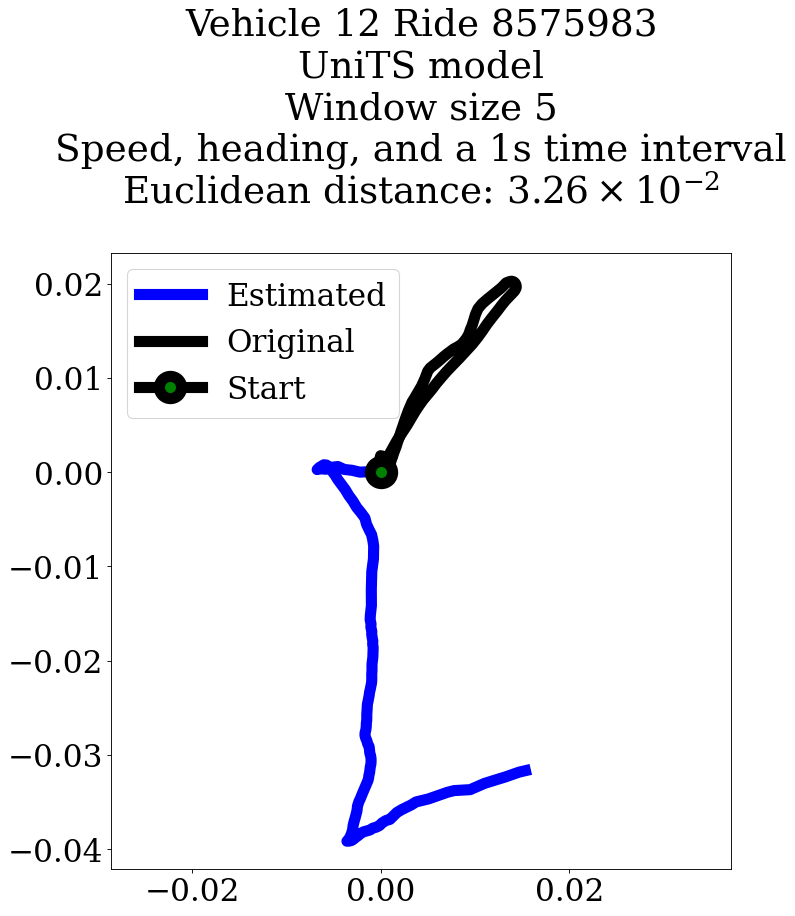 Vehicle 12 Ride 8575983
UniTS model
Window size 5
Speed, heading, and a 1s time interval
Euclidean distance: 3.26 × 10⁻²
Estimated
Original
Start
0.02
0.01
0.00
−0.01
−0.02
−0.03
−0.04
−0.02 0.00 0.02